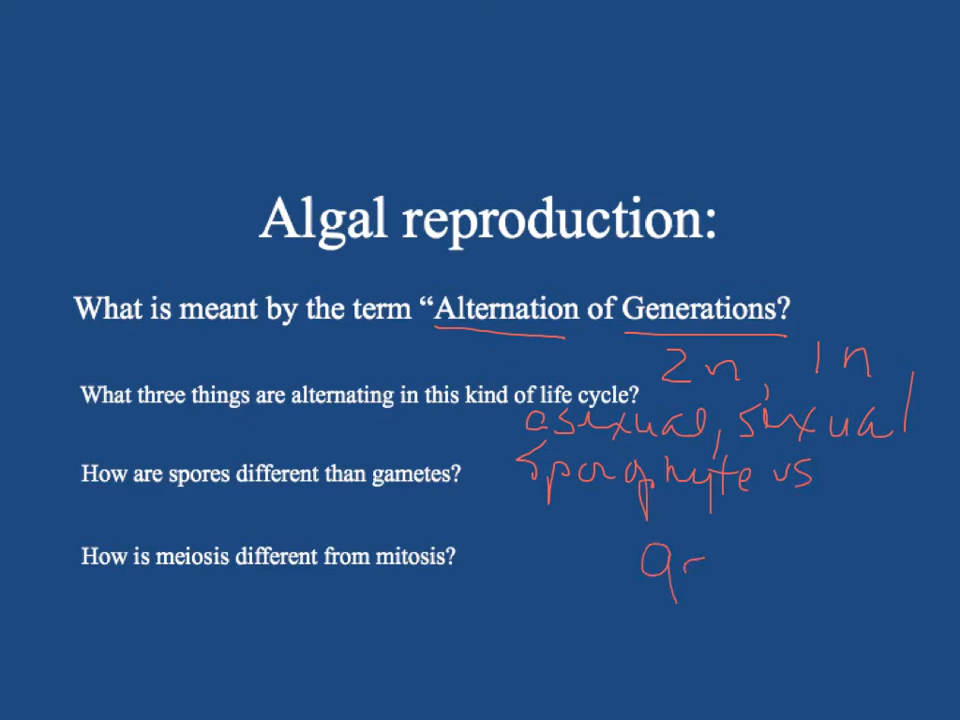 Algal reproduction:
What is meant by the term “Alternation of Generations?
2n, 1n
What three things are alternating in this kind of life cycle?
asexual, sexual
How are spores different than gametes?
Sporophyte vs
How is meiosis different from mitosis?